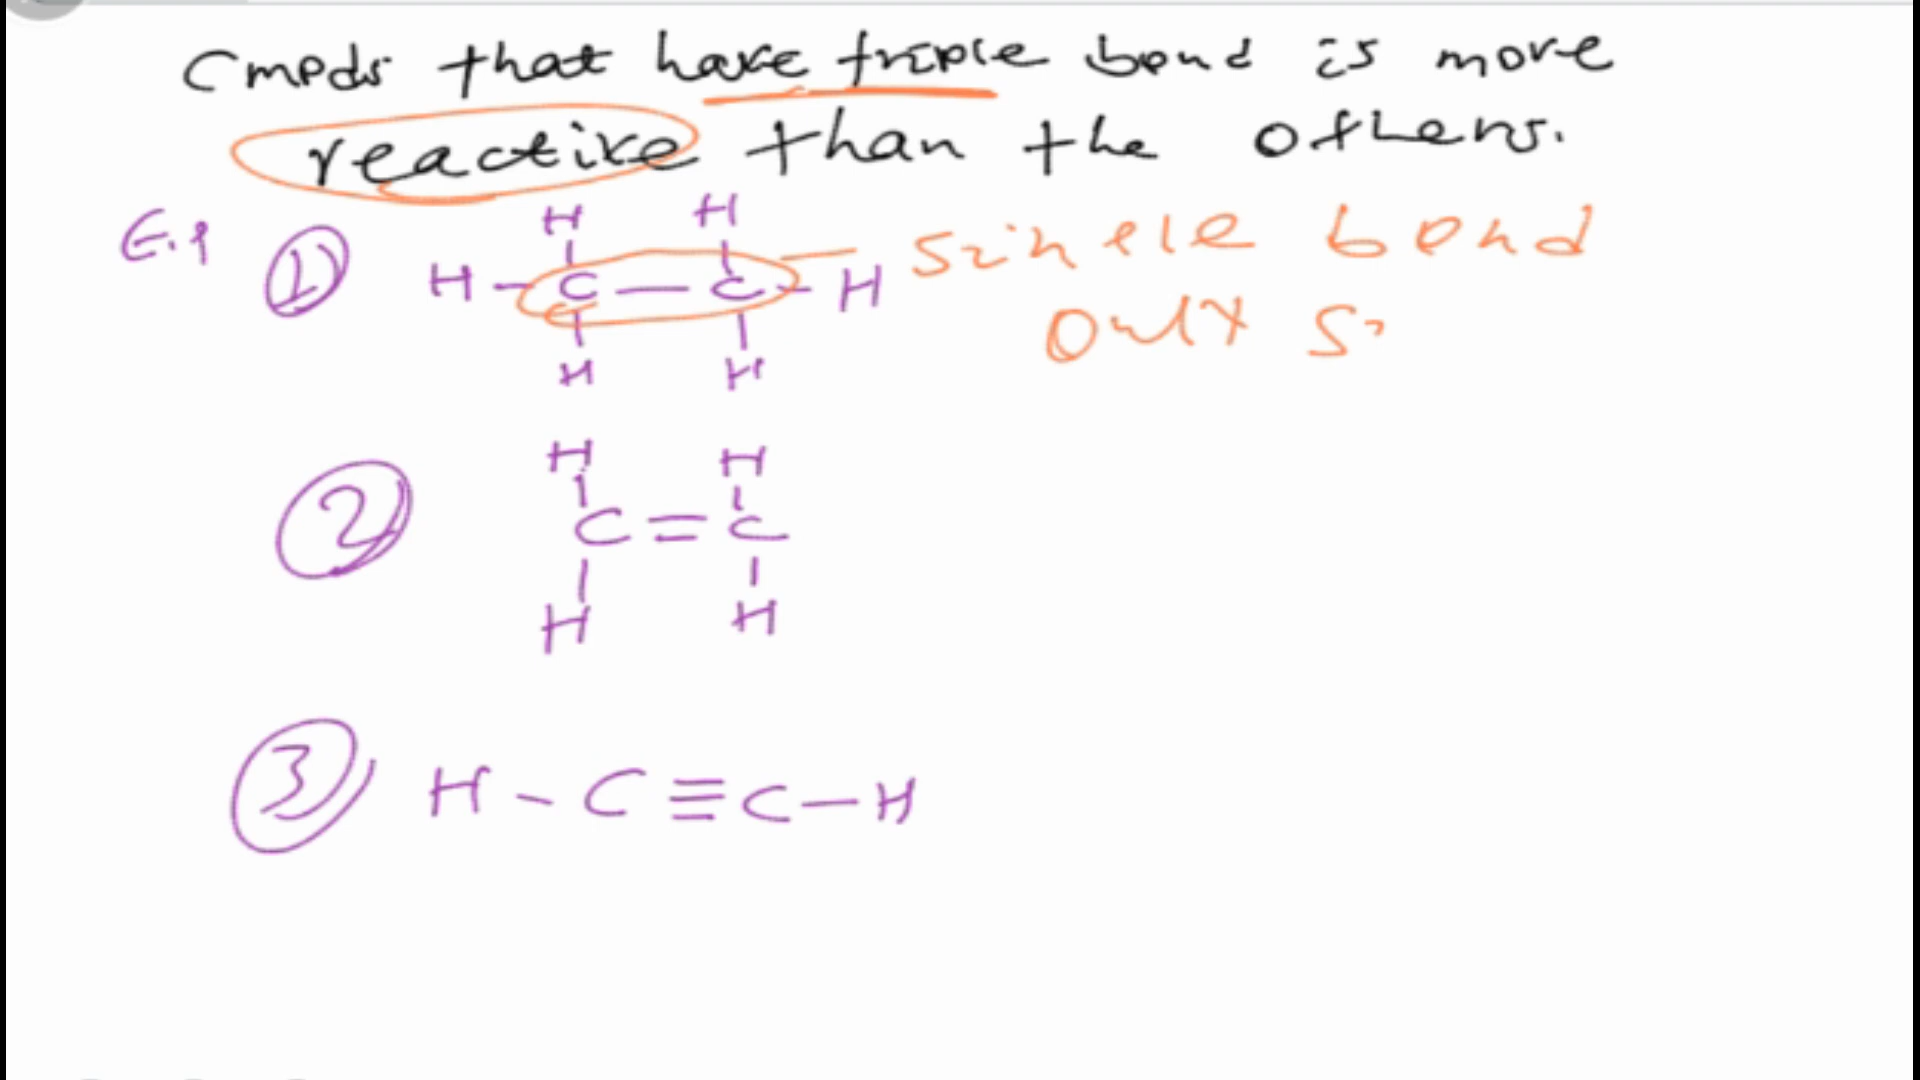 Cmpds that have triple bond is more
reactive than the others.
E.g
1
H H
H - C — C - H
H H
single bond
only s
2
H H
C = C
H H
3
H - C ≡ C — H